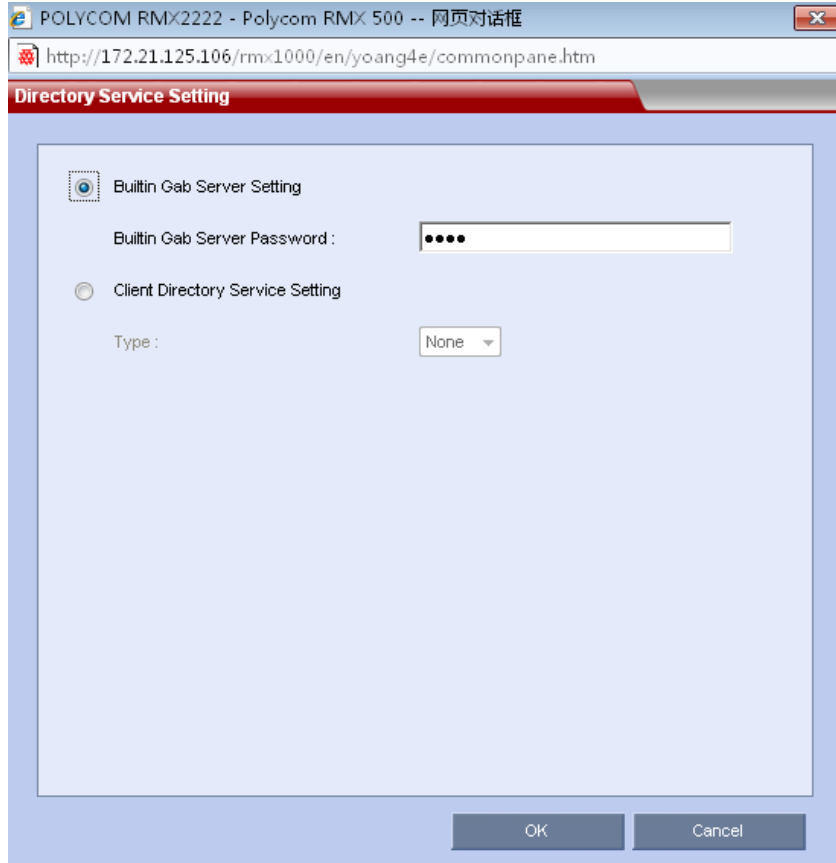 POLYCOM RMX2222 - Polycom RMX 500 -- 网页对话框
http://172.21.125.106/rmx1000/en/yoang4e/commonpane.htm
Directory Service Setting
Builtin Gab Server Setting
Builtin Gab Server Password :
Client Directory Service Setting
Type : None
OK Cancel